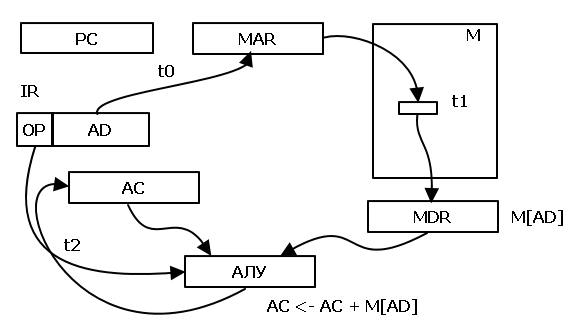 PC
MAR
M
t0
IR
t1
OP
AD
AC
MDR
M[AD]
t2
АЛУ
AC <- AC + M[AD]